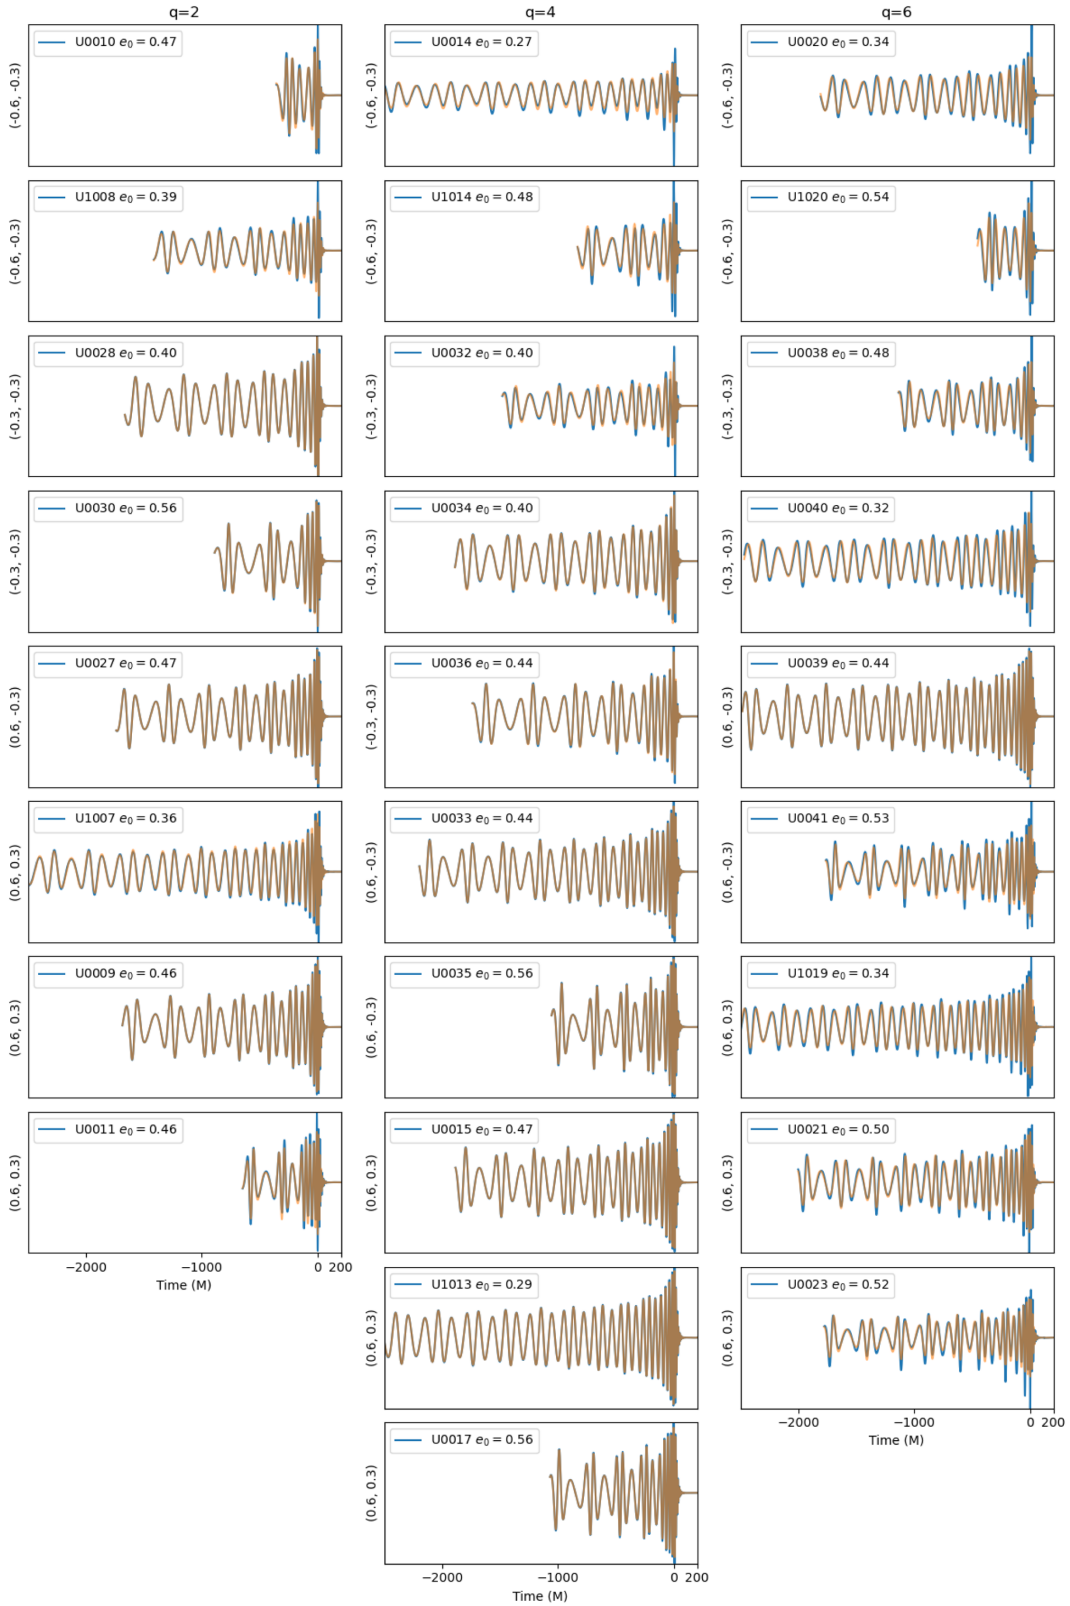 q=2
q=4
q=6
U0010 e₀ = 0.47
U0014 e₀ = 0.27
U0020 e₀ = 0.34
(-0.6, -0.3)
(-0.6, -0.3)
(-0.6, -0.3)
U1008 e₀ = 0.39
U1014 e₀ = 0.48
U1020 e₀ = 0.54
(-0.6, -0.3)
(-0.6, -0.3)
(-0.6, -0.3)
U0028 e₀ = 0.40
U0032 e₀ = 0.40
U0038 e₀ = 0.48
(-0.3, -0.3)
(-0.3, -0.3)
(-0.3, -0.3)
U0030 e₀ = 0.56
U0034 e₀ = 0.40
U0040 e₀ = 0.32
(-0.3, -0.3)
(-0.3, -0.3)
(-0.3, -0.3)
U0027 e₀ = 0.47
U0036 e₀ = 0.44
U0039 e₀ = 0.44
(0.6, -0.3)
(-0.3, -0.3)
(0.6, -0.3)
U1007 e₀ = 0.36
U0033 e₀ = 0.44
U0041 e₀ = 0.53
(0.6, 0.3)
(0.6, -0.3)
(0.6, -0.3)
U0009 e₀ = 0.46
U0035 e₀ = 0.56
U1019 e₀ = 0.34
(0.6, 0.3)
(0.6, -0.3)
(0.6, 0.3)
U0011 e₀ = 0.46
U0015 e₀ = 0.47
U0021 e₀ = 0.50
(0.6, 0.3)
(0.6, 0.3)
(0.6, 0.3)
−2000 −1000 0 200
Time (M)
U1013 e₀ = 0.29
U0023 e₀ = 0.52
(0.6, 0.3)
(0.6, 0.3)
−2000 −1000 0 200
Time (M)
U0017 e₀ = 0.56
(0.6, 0.3)
−2000 −1000 0 200
Time (M)